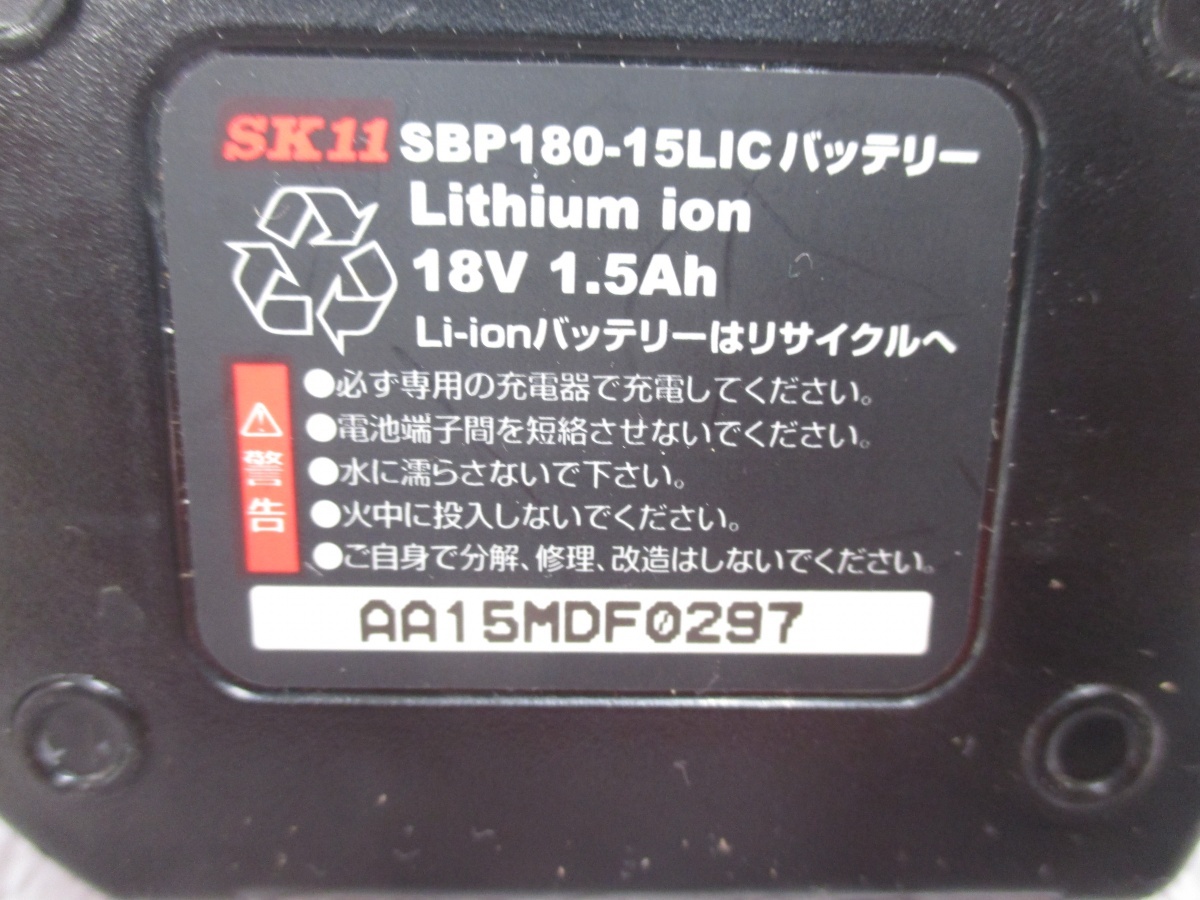 SK11 SBP180-15LICバッテリー
Lithium ion
18V 1.5Ah
Li-ionバッテリーはリサイクルへ
⚠警告
●必ず専用の充電器で充電してください。
●電池端子間を短絡させないでください。
●水に濡らさないで下さい。
●火中に投入しないでください。
●ご自身で分解、修理、改造はしないでください。
AA15MDF0297